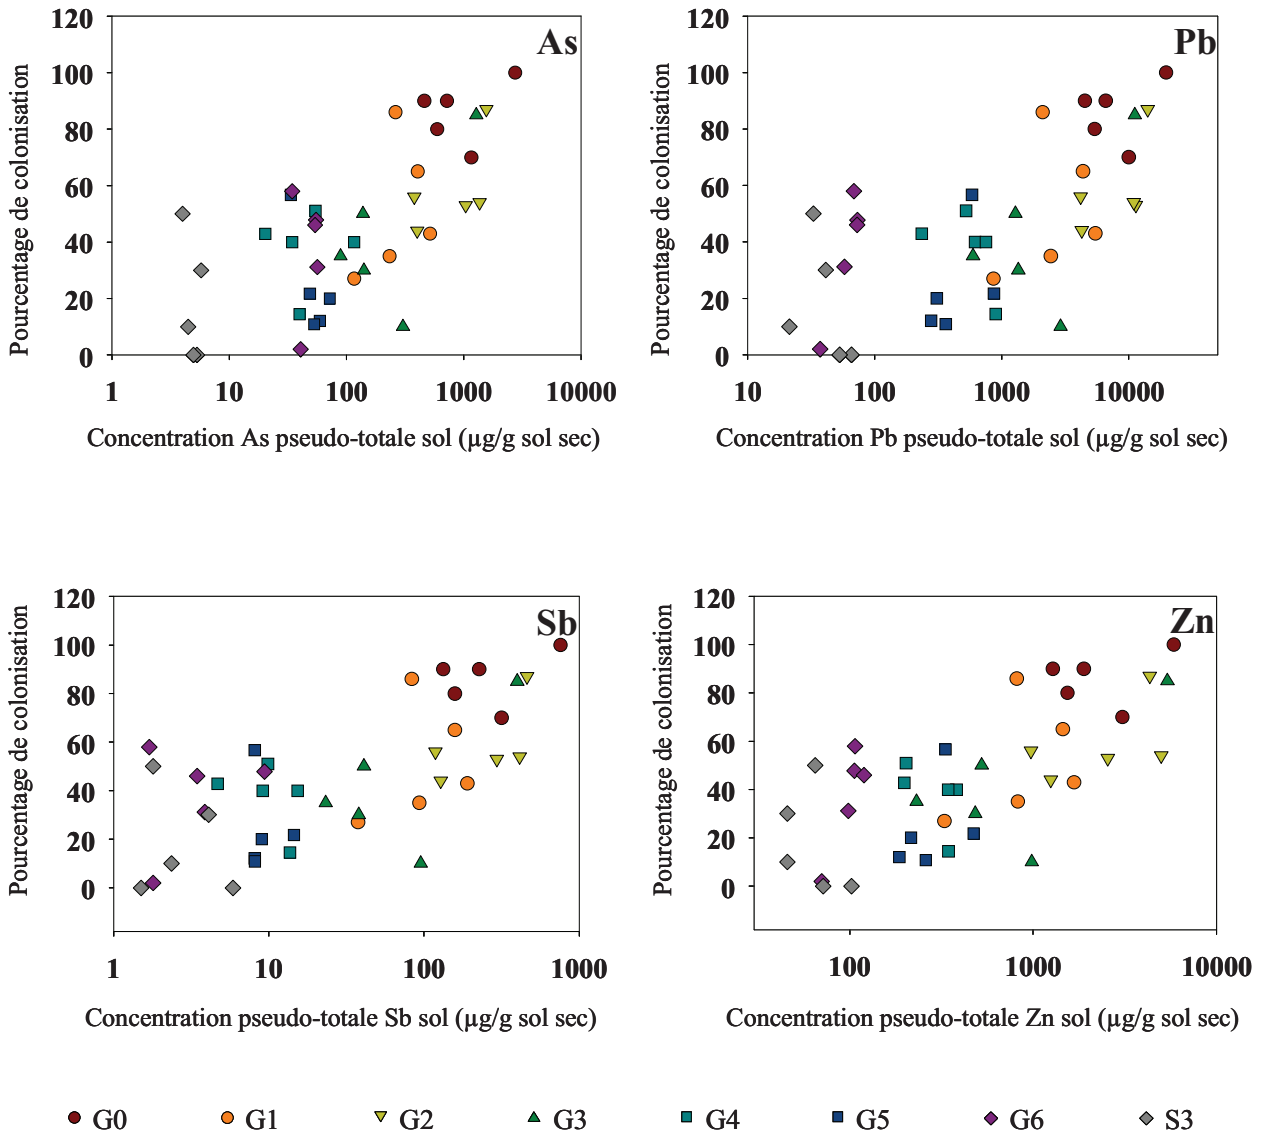 As
Pourcentage de colonisation
120
100
80
60
40
20
0
1 10 100 1000 10000
Concentration As pseudo-totale sol (µg/g sol sec)
Pb
Pourcentage de colonisation
120
100
80
60
40
20
0
10 100 1000 10000
Concentration Pb pseudo-totale sol (µg/g sol sec)
Sb
Pourcentage de colonisation
120
100
80
60
40
20
0
1 10 100 1000
Concentration pseudo-totale Sb sol (µg/g sol sec)
Zn
Pourcentage de colonisation
120
100
80
60
40
20
0
100 1000 10000
Concentration pseudo-totale Zn sol (µg/g sol sec)
G0 G1 G2 G3 G4 G5 G6 S3